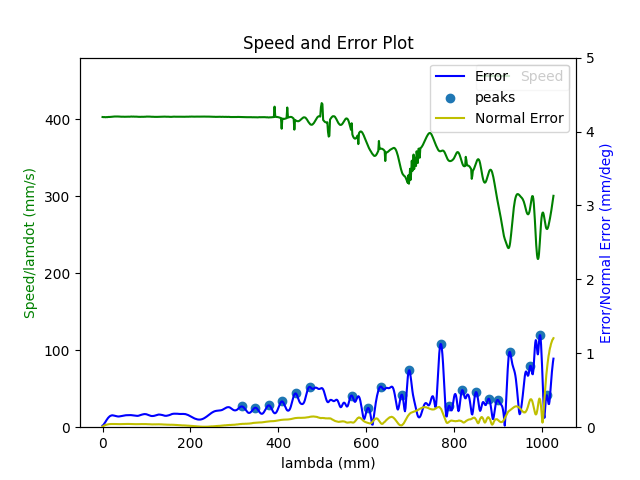 Speed and Error Plot
Error
Speed
peaks
Normal Error
Speed/lamdot (mm/s)
400
300
200
100
0
5
4
3
2
1
0
Error/Normal Error (mm/deg)
0 200 400 600 800 1000
lambda (mm)